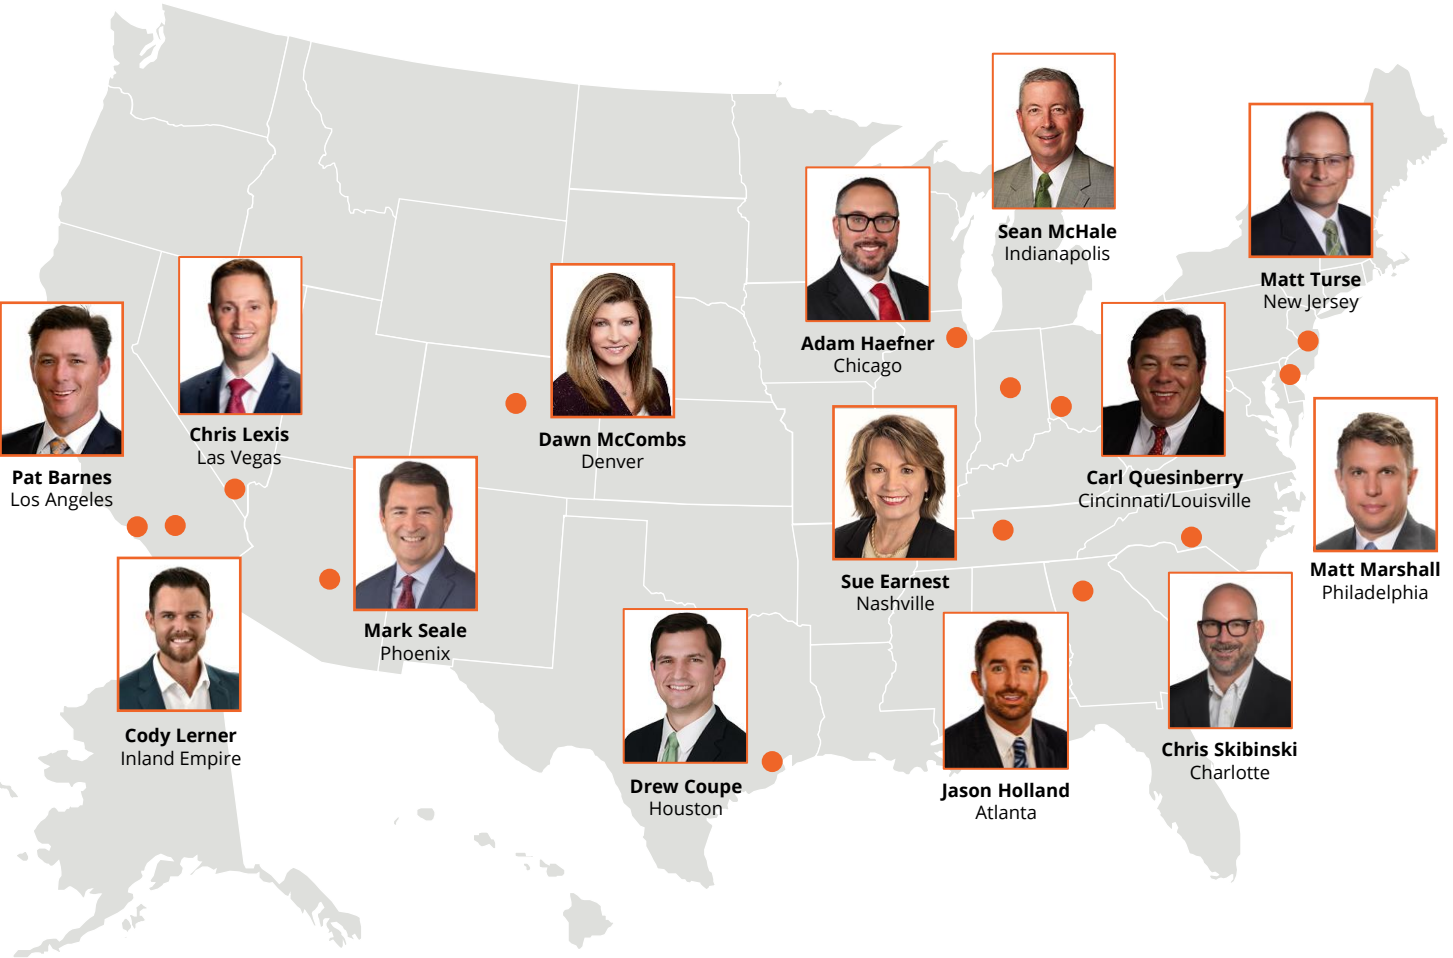 Sean McHale
Indianapolis
Matt Turse
New Jersey
Adam Haefner
Chicago
Chris Lexis
Las Vegas
Dawn McCombs
Denver
Pat Barnes
Los Angeles
Carl Quesinberry
Cincinnati/Louisville
Matt Marshall
Philadelphia
Sue Earnest
Nashville
Mark Seale
Phoenix
Cody Lerner
Inland Empire
Chris Skibinski
Charlotte
Drew Coupe
Houston
Jason Holland
Atlanta